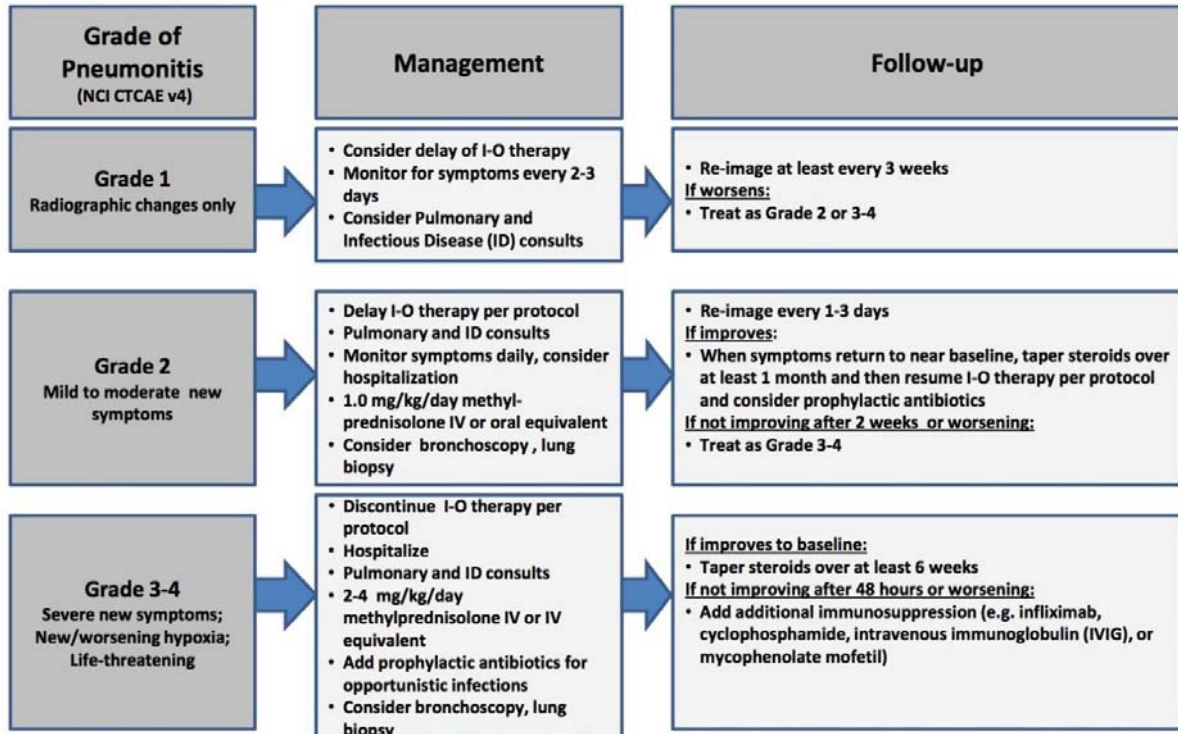 Grade of
Pneumonitis
(NCI CTCAE v4)
Management
Follow-up
Grade 1
Radiographic changes only
• Consider delay of I-O therapy
• Monitor for symptoms every 2-3
days
• Consider Pulmonary and
Infectious Disease (ID) consults
• Re-image at least every 3 weeks
If worsens:
• Treat as Grade 2 or 3-4
Grade 2
Mild to moderate new
symptoms
• Delay I-O therapy per protocol
• Pulmonary and ID consults
• Monitor symptoms daily, consider
hospitalization
• 1.0 mg/kg/day methyl-
prednisolone IV or oral equivalent
• Consider bronchoscopy , lung
biopsy
• Re-image every 1-3 days
If improves:
• When symptoms return to near baseline, taper steroids over
at least 1 month and then resume I-O therapy per protocol
and consider prophylactic antibiotics
If not improving after 2 weeks or worsening:
• Treat as Grade 3-4
Grade 3-4
Severe new symptoms;
New/worsening hypoxia;
Life-threatening
• Discontinue I-O therapy per
protocol
• Hospitalize
• Pulmonary and ID consults
• 2-4 mg/kg/day
methylprednisolone IV or IV
equivalent
• Add prophylactic antibiotics for
opportunistic infections
• Consider bronchoscopy, lung
biopsy
If improves to baseline:
• Taper steroids over at least 6 weeks
If not improving after 48 hours or worsening:
• Add additional immunosuppression (e.g. infliximab,
cyclophosphamide, intravenous immunoglobulin (IVIG), or
mycophenolate mofetil)